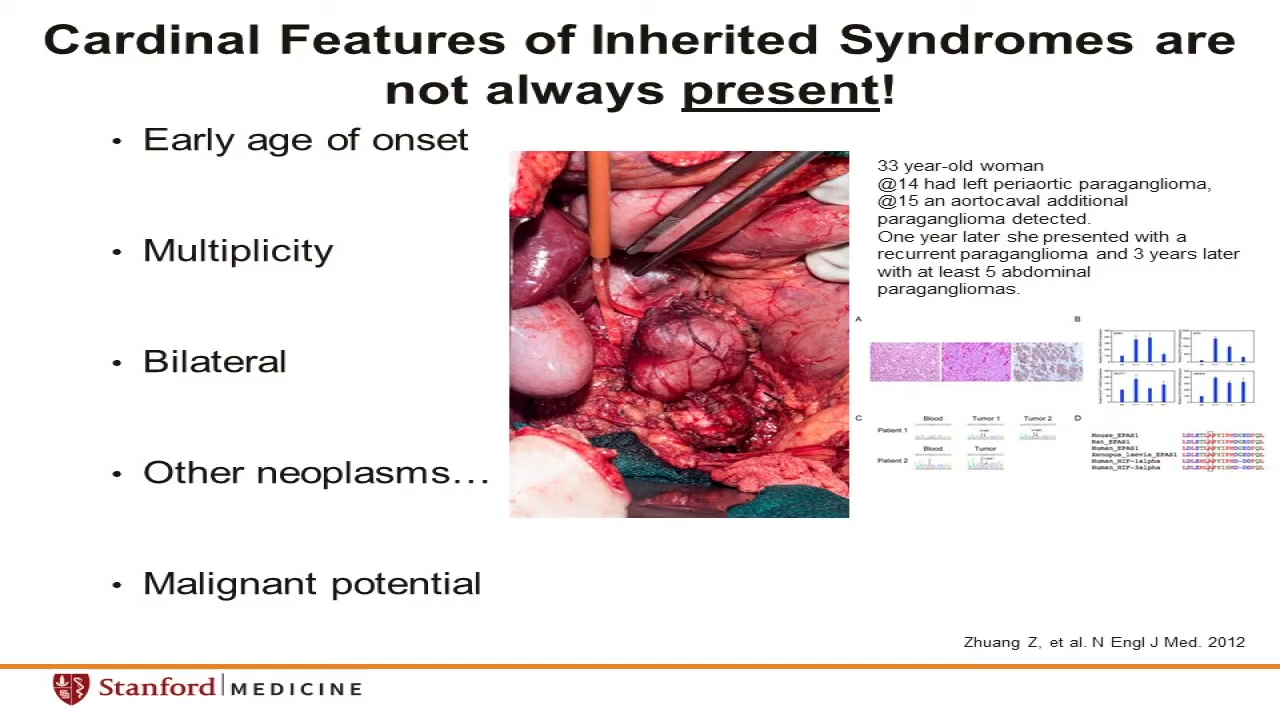 Cardinal Features of Inherited Syndromes are
not always present!
• Early age of onset
• Multiplicity
• Bilateral
• Other neoplasms…
• Malignant potential
33 year-old woman
@14 had left periaortic paraganglioma,
@15 an aortocaval additional
paraganglioma detected.
One year later she presented with a
recurrent paraganglioma and 3 years later
with at least 5 abdominal
paragangliomas.
A
B
C
Blood Tumor 1 Tumor 2
Patient 1
Blood Tumor
Patient 2
D
Mouse_EPAS1
Rat_EPAS1
Human_EPAS1
Xenopus_laevis_EPAS1
Human_HIF-1alpha
Human_HIF-3alpha
Zhuang Z, et al. N Engl J Med. 2012
Stanford MEDICINE